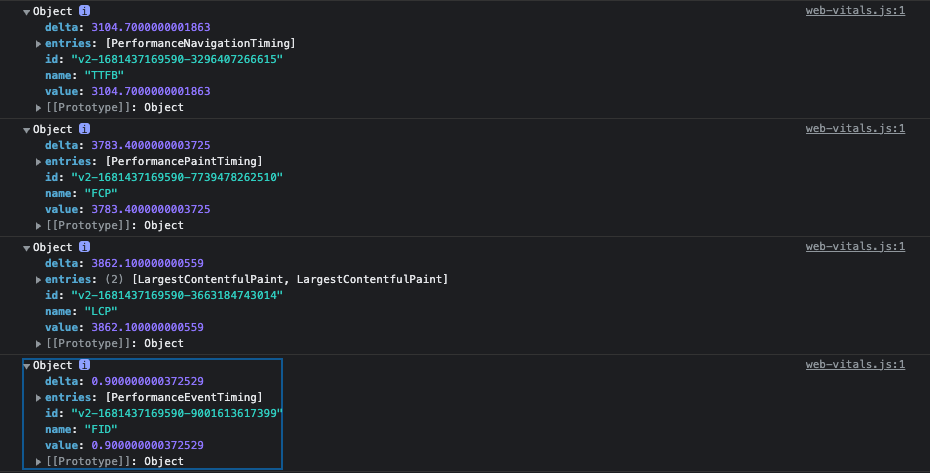 Object i web-vitals.js:1
delta: 3104.7000000001863
entries: [PerformanceNavigationTiming]
id: "v2-1681437169590-3296407266615"
name: "TTFB"
value: 3104.7000000001863
[[Prototype]]: Object
Object i web-vitals.js:1
delta: 3783.4000000003725
entries: [PerformancePaintTiming]
id: "v2-1681437169590-7739478262510"
name: "FCP"
value: 3783.4000000003725
[[Prototype]]: Object
Object i web-vitals.js:1
delta: 3862.100000000559
entries: (2) [LargestContentfulPaint, LargestContentfulPaint]
id: "v2-1681437169590-3663184743014"
name: "LCP"
value: 3862.100000000559
[[Prototype]]: Object
Object i web-vitals.js:1
delta: 0.900000000372529
entries: [PerformanceEventTiming]
id: "v2-1681437169590-9001613617399"
name: "FID"
value: 0.900000000372529
[[Prototype]]: Object